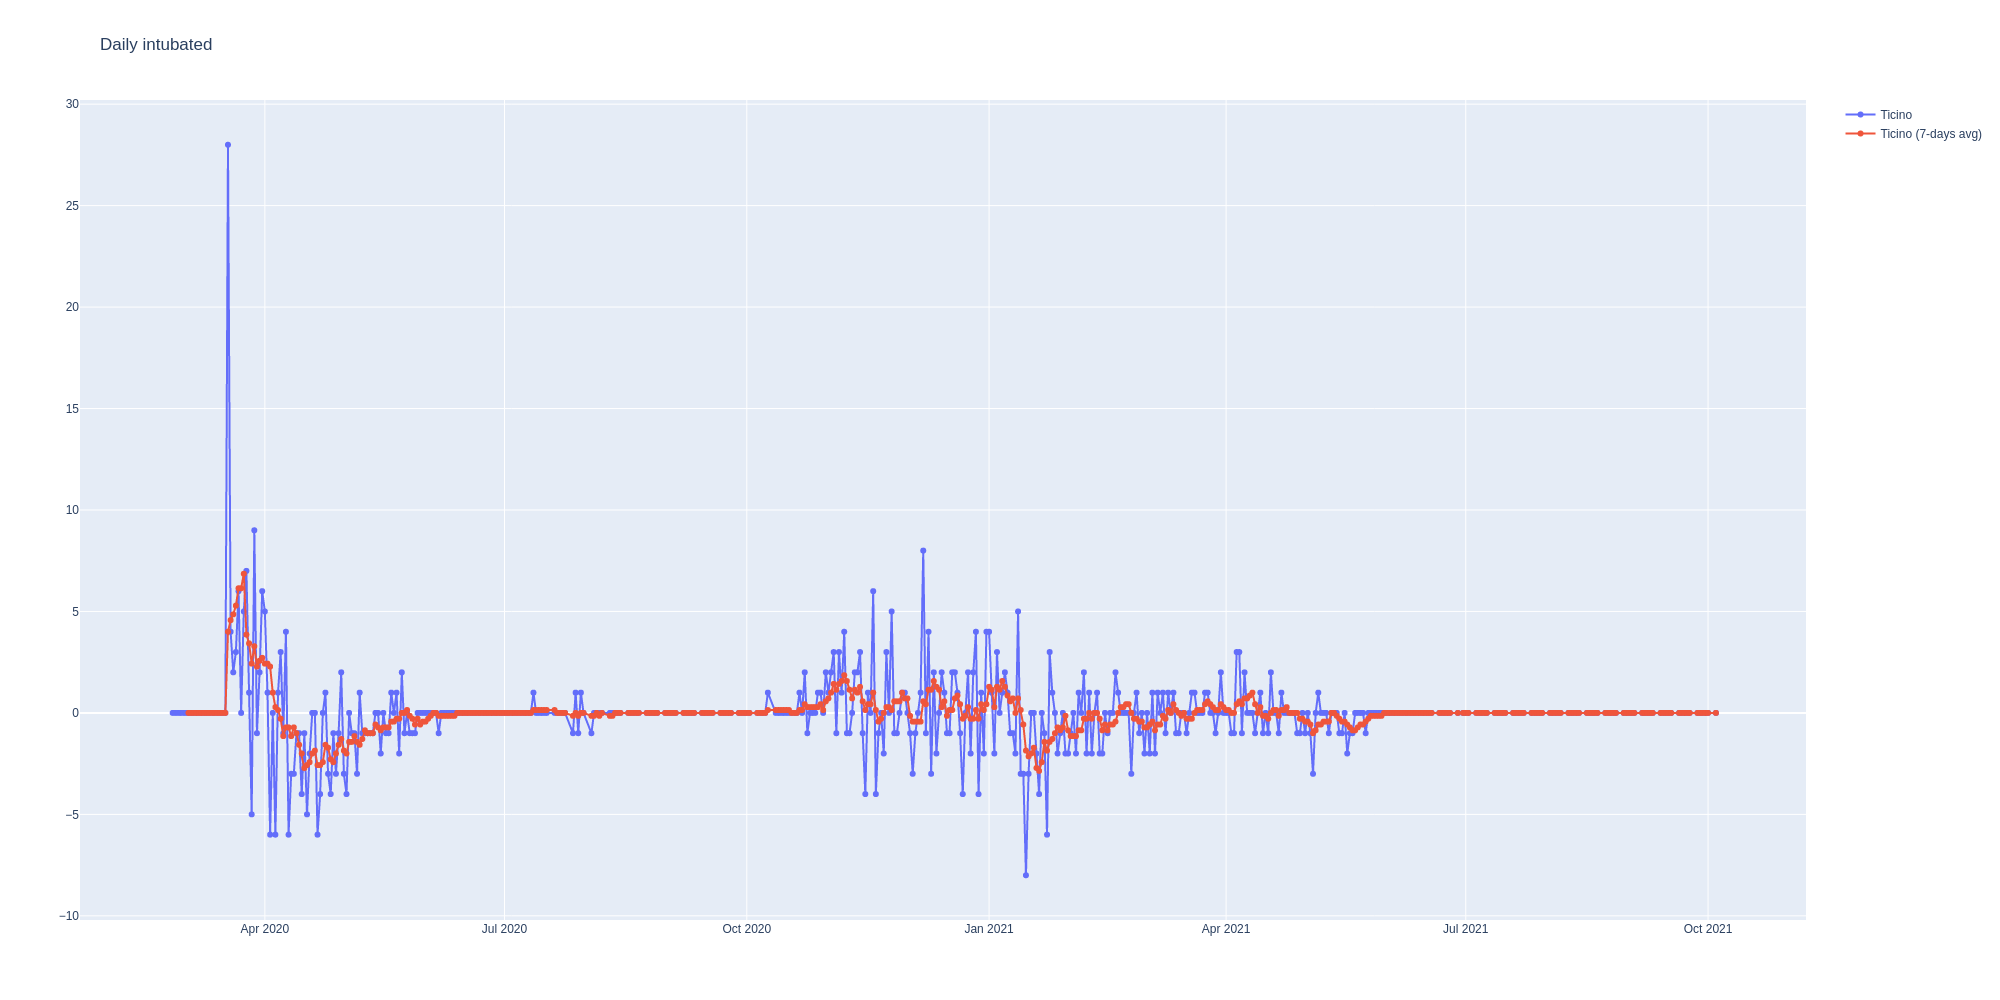 Daily intubated
30
25
20
15
10
5
0
−5
−10
Apr 2020
Jul 2020
Oct 2020
Jan 2021
Apr 2021
Jul 2021
Oct 2021
Ticino
Ticino (7-days avg)